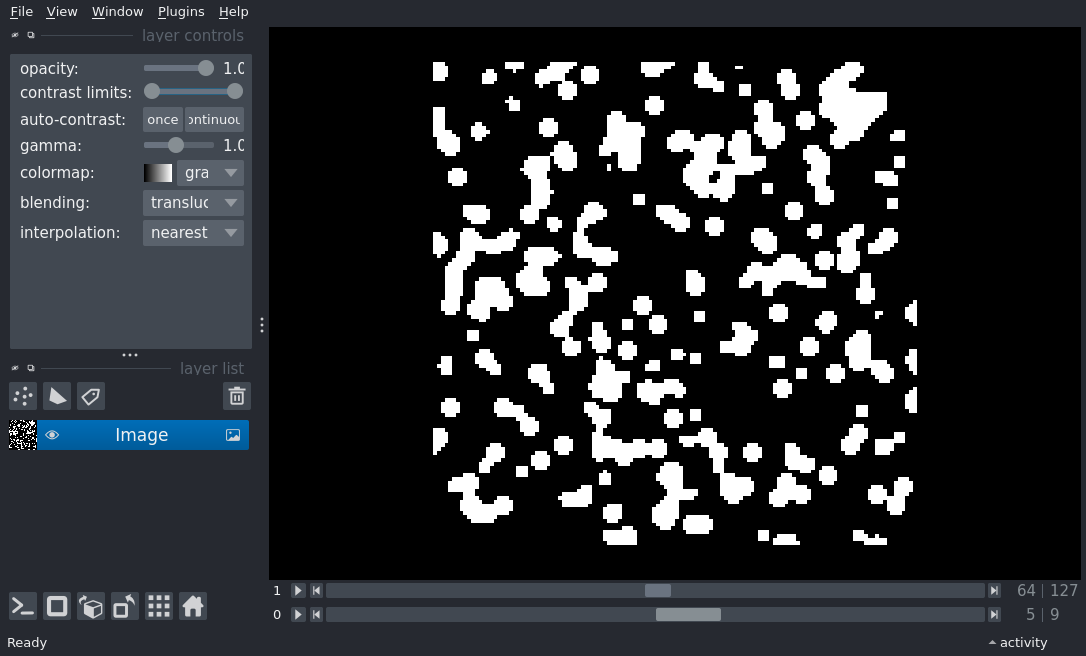 File View Window Plugins Help
layer controls
opacity: 1.0
contrast limits:
auto-contrast: once ontinuou
gamma: 1.0
colormap: gra
blending: transluc
interpolation: nearest
layer list
Image
1 64 | 127
0 5 | 9
Ready activity